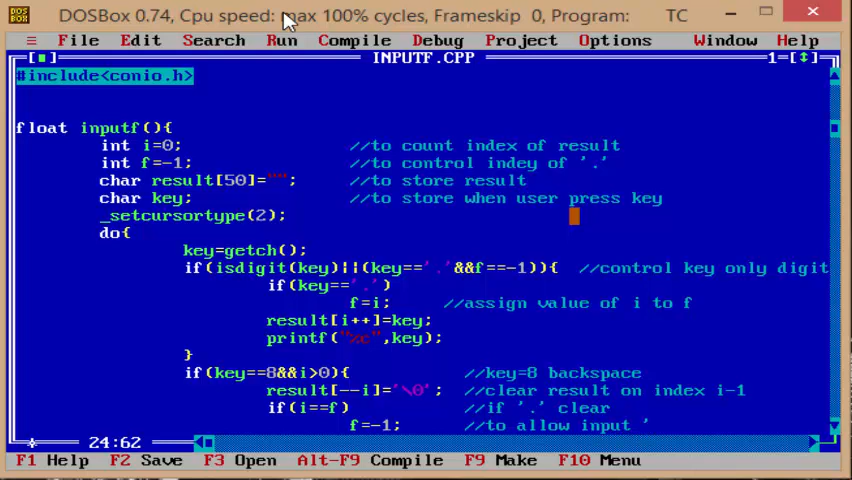 DOSBox 0.74, Cpu speed: max 100% cycles, Frameskip 0, Program: TC
≡ File Edit Search Run Compile Debug Project Options Window Help
[■] INPUTF.CPP 1=[↕]
#include<conio.h>
float inputf(){
int i=0; //to count index of result
int f=-1; //to control indey of '.'
char result[50]=""; //to store result
char key; //to store when user press key
_setcursortype(2);
do{
key=getch();
if(isdigit(key)||(key=='.'&&f==-1)){ //control key only digit
if(key=='.')
f=i; //assign value of i to f
result[i++]=key;
printf("%c",key);
}
if(key==8&&i>0){ //key=8 backspace
result[--i]='\0'; //clear result on index i-1
if(i==f) //if '.' clear
f=-1; //to allow input '
24:62
F1 Help F2 Save F3 Open Alt-F9 Compile F9 Make F10 Menu